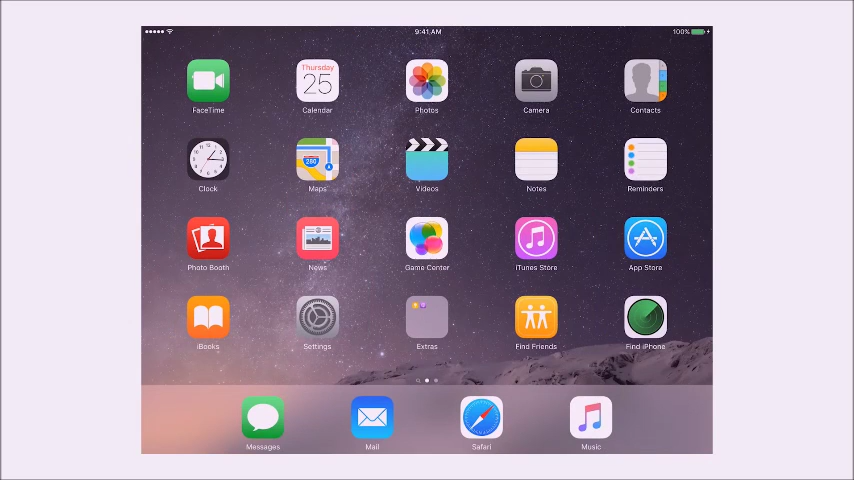 9:41 AM
100%
Thursday
25
FaceTime
Calendar
Photos
Camera
Contacts
280
Clock
Maps
Videos
Notes
Reminders
Photo Booth
News
Game Center
iTunes Store
App Store
iBooks
Settings
Extras
Find Friends
Find iPhone
Messages
Mail
Safari
Music